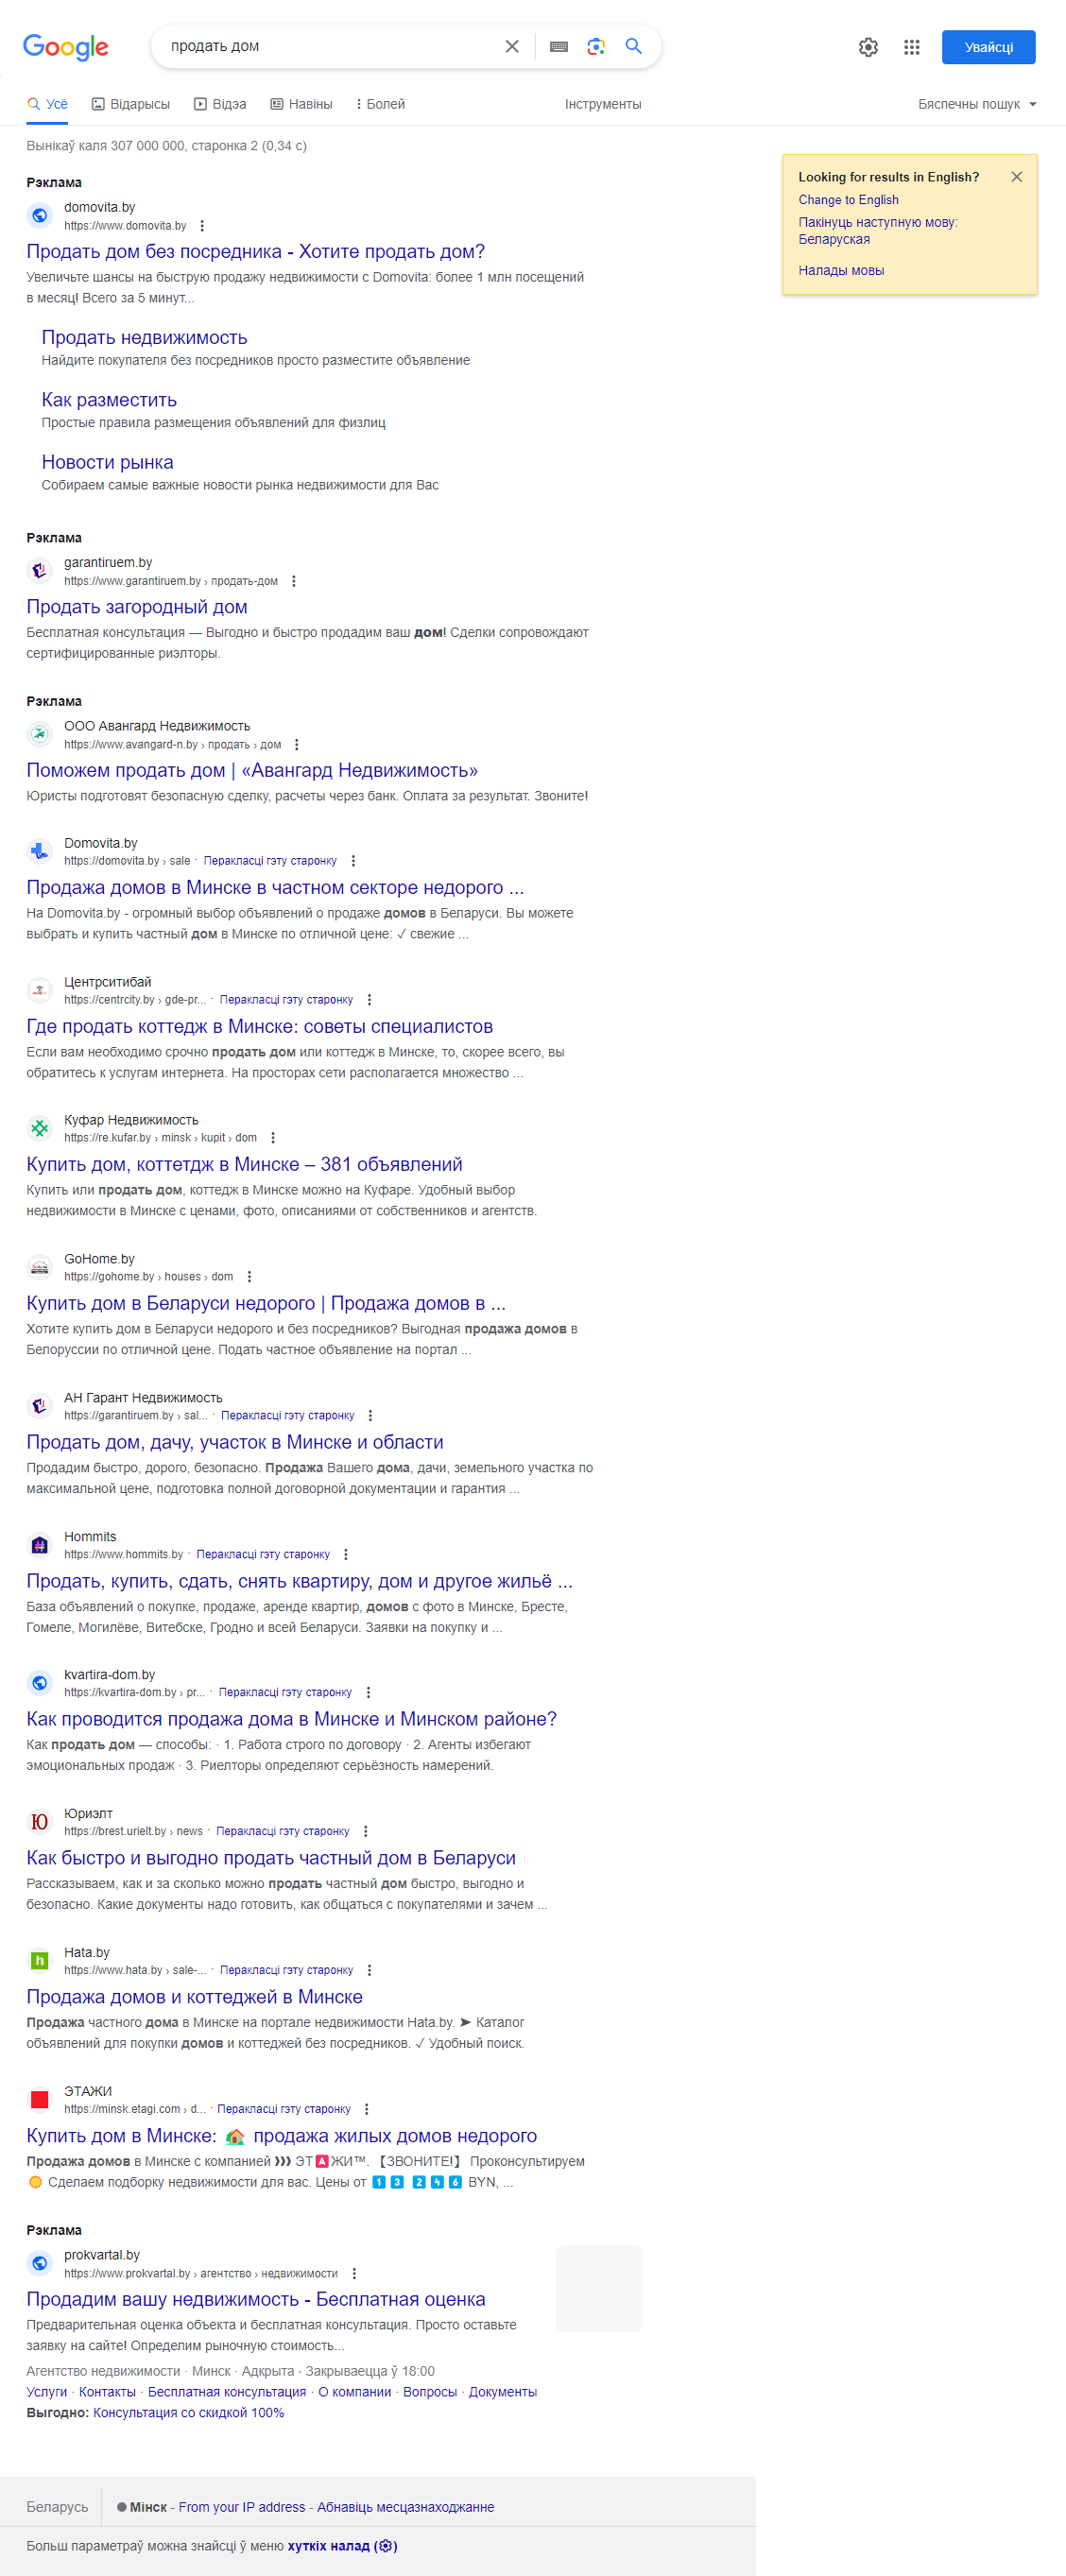 Google
продать дом
Увайсці
Усё
Відарысы
Відэа
Навіны
Болей
Інструменты
Бяспечны пошук
Вынікаў каля 307 000 000, старонка 2 (0,34 с)
Looking for results in English?
Change to English
Пакінуць наступную мову:
Беларуская
Налады мовы
Рэклама
domovita.by
https://www.domovita.by
Продать дом без посредника - Хотите продать дом?
Увеличьте шансы на быструю продажу недвижимости с Domovita: более 1 млн посещений
в месяц! Всего за 5 минут...
Продать недвижимость
Найдите покупателя без посредников просто разместите объявление
Как разместить
Простые правила размещения объявлений для физлиц
Новости рынка
Собираем самые важные новости рынка недвижимости для Вас
Рэклама
garantiruem.by
https://www.garantiruem.by › продать-дом
Продать загородный дом
Бесплатная консультация — Выгодно и быстро продадим ваш дом! Сделки сопровождают
сертифицированные риэлторы.
Рэклама
ООО Авангард Недвижимость
https://www.avangard-n.by › продать › дом
Поможем продать дом | «Авангард Недвижимость»
Юристы подготовят безопасную сделку, расчеты через банк. Оплата за результат. Звоните!
Domovita.by
https://domovita.by › sale · Перакласці гэту старонку
Продажа домов в Минске в частном секторе недорого ...
На Domovita.by - огромный выбор объявлений о продаже домов в Беларуси. Вы можете
выбрать и купить частный дом в Минске по отличной цене: ✓ свежие ...
Центрситибай
https://centrcity.by › gde-pr... · Перакласці гэту старонку
Где продать коттедж в Минске: советы специалистов
Если вам необходимо срочно продать дом или коттедж в Минске, то, скорее всего, вы
обратитесь к услугам интернета. На просторах сети располагается множество ...
Куфар Недвижимость
https://re.kufar.by › minsk › kupit › dom
Купить дом, коттетдж в Минске – 381 объявлений
Купить или продать дом, коттедж в Минске можно на Куфаре. Удобный выбор
недвижимости в Минске с ценами, фото, описаниями от собственников и агентств.
GoHome.by
https://gohome.by › houses › dom
Купить дом в Беларуси недорого | Продажа домов в ...
Хотите купить дом в Беларуси недорого и без посредников? Выгодная продажа домов в
Белоруссии по отличной цене. Подать частное объявление на портал ...
АН Гарант Недвижимость
https://garantiruem.by › sal... · Перакласці гэту старонку
Продать дом, дачу, участок в Минске и области
Продадим быстро, дорого, безопасно. Продажа Вашего дома, дачи, земельного участка по
максимальной цене, подготовка полной договорной документации и гарантия ...
Hommits
https://www.hommits.by · Перакласці гэту старонку
Продать, купить, сдать, снять квартиру, дом и другое жильё ...
База объявлений о покупке, продаже, аренде квартир, домов с фото в Минске, Бресте,
Гомеле, Могилёве, Витебске, Гродно и всей Беларуси. Заявки на покупку и ...
kvartira-dom.by
https://kvartira-dom.by › pr... · Перакласці гэту старонку
Как проводится продажа дома в Минске и Минском районе?
Как продать дом — способы: · 1. Работа строго по договору · 2. Агенты избегают
эмоциональных продаж · 3. Риелторы определяют серьёзность намерений.
Ю
Юриэлт
https://brest.urielt.by › news · Перакласці гэту старонку
Как быстро и выгодно продать частный дом в Беларуси
Рассказываем, как и за сколько можно продать частный дом быстро, выгодно и
безопасно. Какие документы надо готовить, как общаться с покупателями и зачем ...
h
Hata.by
https://www.hata.by › sale-... · Перакласці гэту старонку
Продажа домов и коттеджей в Минске
Продажа частного дома в Минске на портале недвижимости Hata.by. ➤ Каталог
объявлений для покупки домов и коттеджей без посредников. ✓ Удобный поиск.
ЭТАЖИ
https://minsk.etagi.com › d... · Перакласці гэту старонку
Купить дом в Минске: 🏠 продажа жилых домов недорого
Продажа домов в Минске с компанией ❱❱❱ ЭТ🅰ЖИ™. 【ЗВОНИТЕ!】 Проконсультируем
☀ Сделаем подборку недвижимости для вас. Цены от 1️⃣3️⃣ 2️⃣4️⃣6️⃣ BYN, ...
Рэклама
prokvartal.by
https://www.prokvartal.by › агентство › недвижимости
Продадим вашу недвижимость - Бесплатная оценка
Предварительная оценка объекта и бесплатная консультация. Просто оставьте
заявку на сайте! Определим рыночную стоимость...
Агентство недвижимости · Минск · Адкрыта · Закрываецца ў 18:00
Услуги · Контакты · Бесплатная консультация · О компании · Вопросы · Документы
Выгодно: Консультация со скидкой 100%
Беларусь
Мінск - From your IP address - Абнавіць месцазнаходжанне
Больш параметраў можна знайсці ў меню хуткіх налад (⚙)